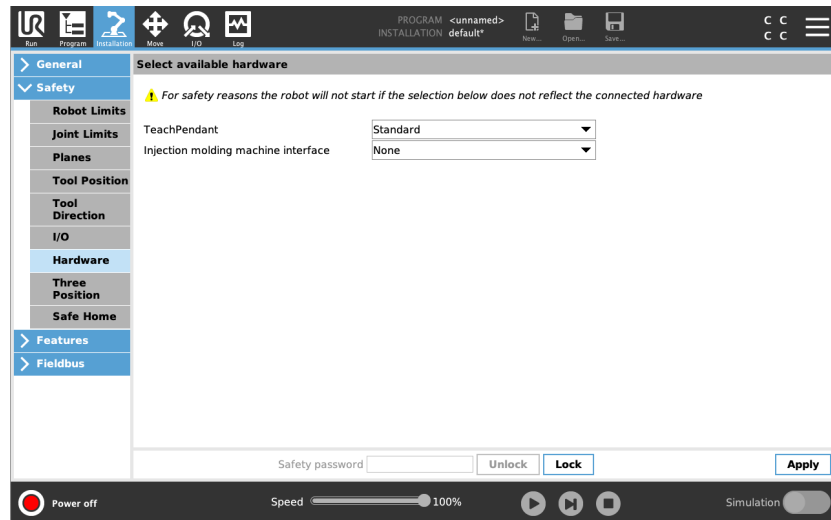 PROGRAM <unnamed>
INSTALLATION default*
Run Program Installation Move I/O Log New... Open... Save...
C C
C C
General
Select available hardware
Safety
For safety reasons the robot will not start if the selection below does not reflect the connected hardware
Robot Limits
Joint Limits
TeachPendant Standard
Injection molding machine interface None
Planes
Tool Position
Tool
Direction
I/O
Hardware
Three
Position
Safe Home
Features
Fieldbus
Safety password Unlock Lock Apply
Power off Speed 100% Simulation